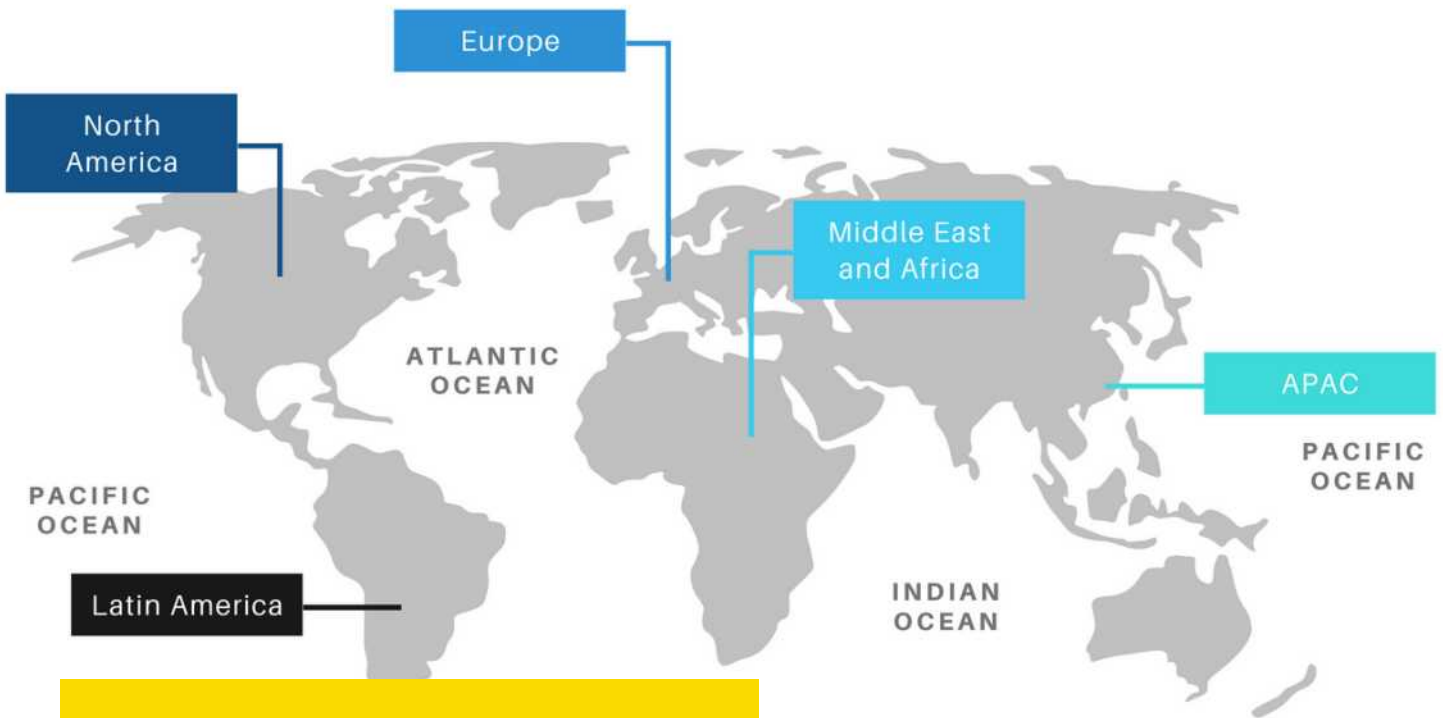 Europe
North
America
Middle East
and Africa
ATLANTIC
OCEAN
APAC
PACIFIC
OCEAN
PACIFIC
OCEAN
Latin America
INDIAN
OCEAN